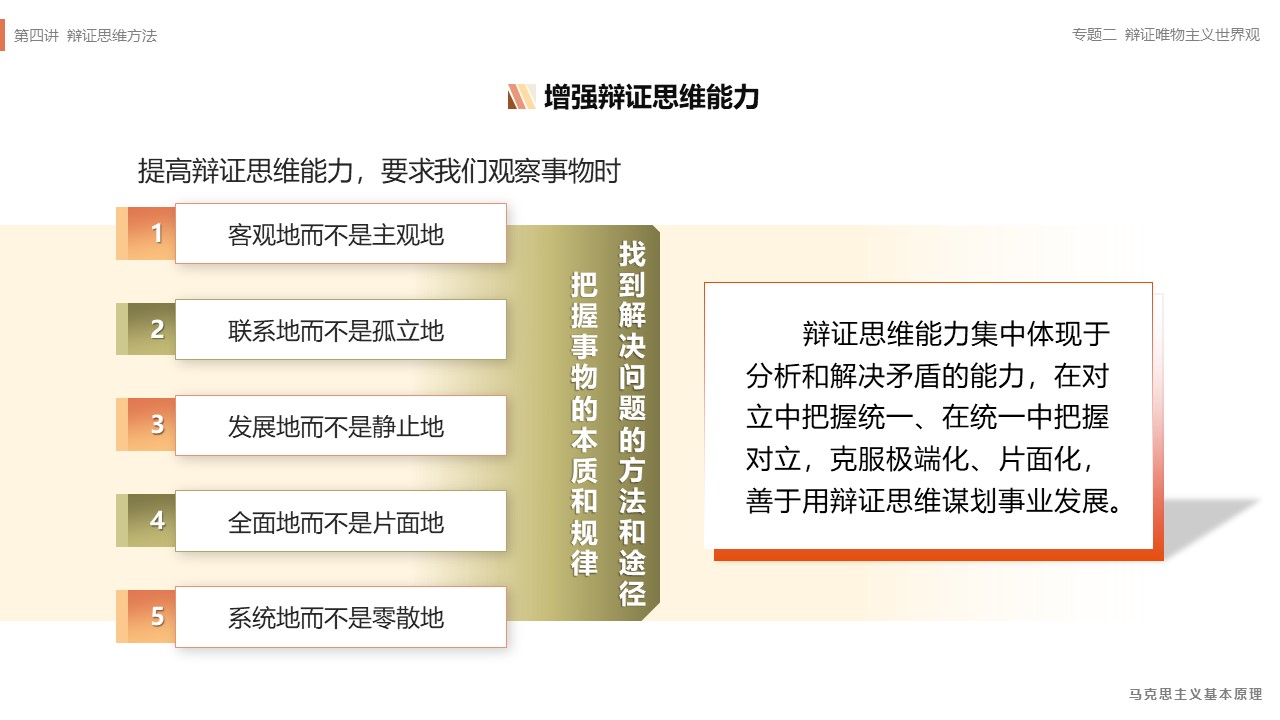 第四讲 辩证思维方法
专题二 辩证唯物主义世界观
增强辩证思维能力
提高辩证思维能力，要求我们观察事物时
1
客观地而不是主观地
2
联系地而不是孤立地
3
发展地而不是静止地
4
全面地而不是片面地
5
系统地而不是零散地
把握事物的本质和规律
找到解决问题的方法和途径
辩证思维能力集中体现于
分析和解决矛盾的能力，在对
立中把握统一、在统一中把握
对立，克服极端化、片面化，
善于用辩证思维谋划事业发展。
马克思主义基本原理